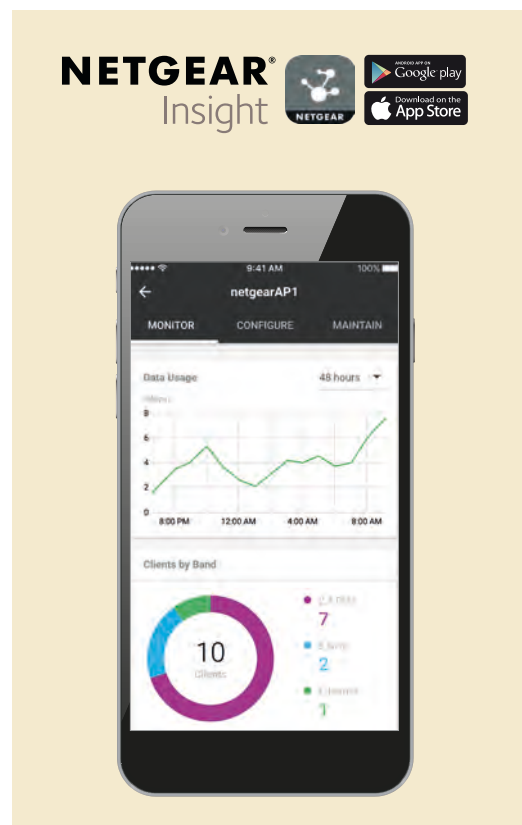 NETGEAR®
Insight
NETGEAR
ANDROID APP ON
Google play
Download on the
App Store
9:41 AM
100%
netgearAP1
MONITOR
CONFIGURE
MAINTAIN
Data Usage
48 hours
8
6
4
2
0
8:00 PM
12:00 AM
4:00 AM
8:00 AM
Clients by Band
10
Clients
7
2
1